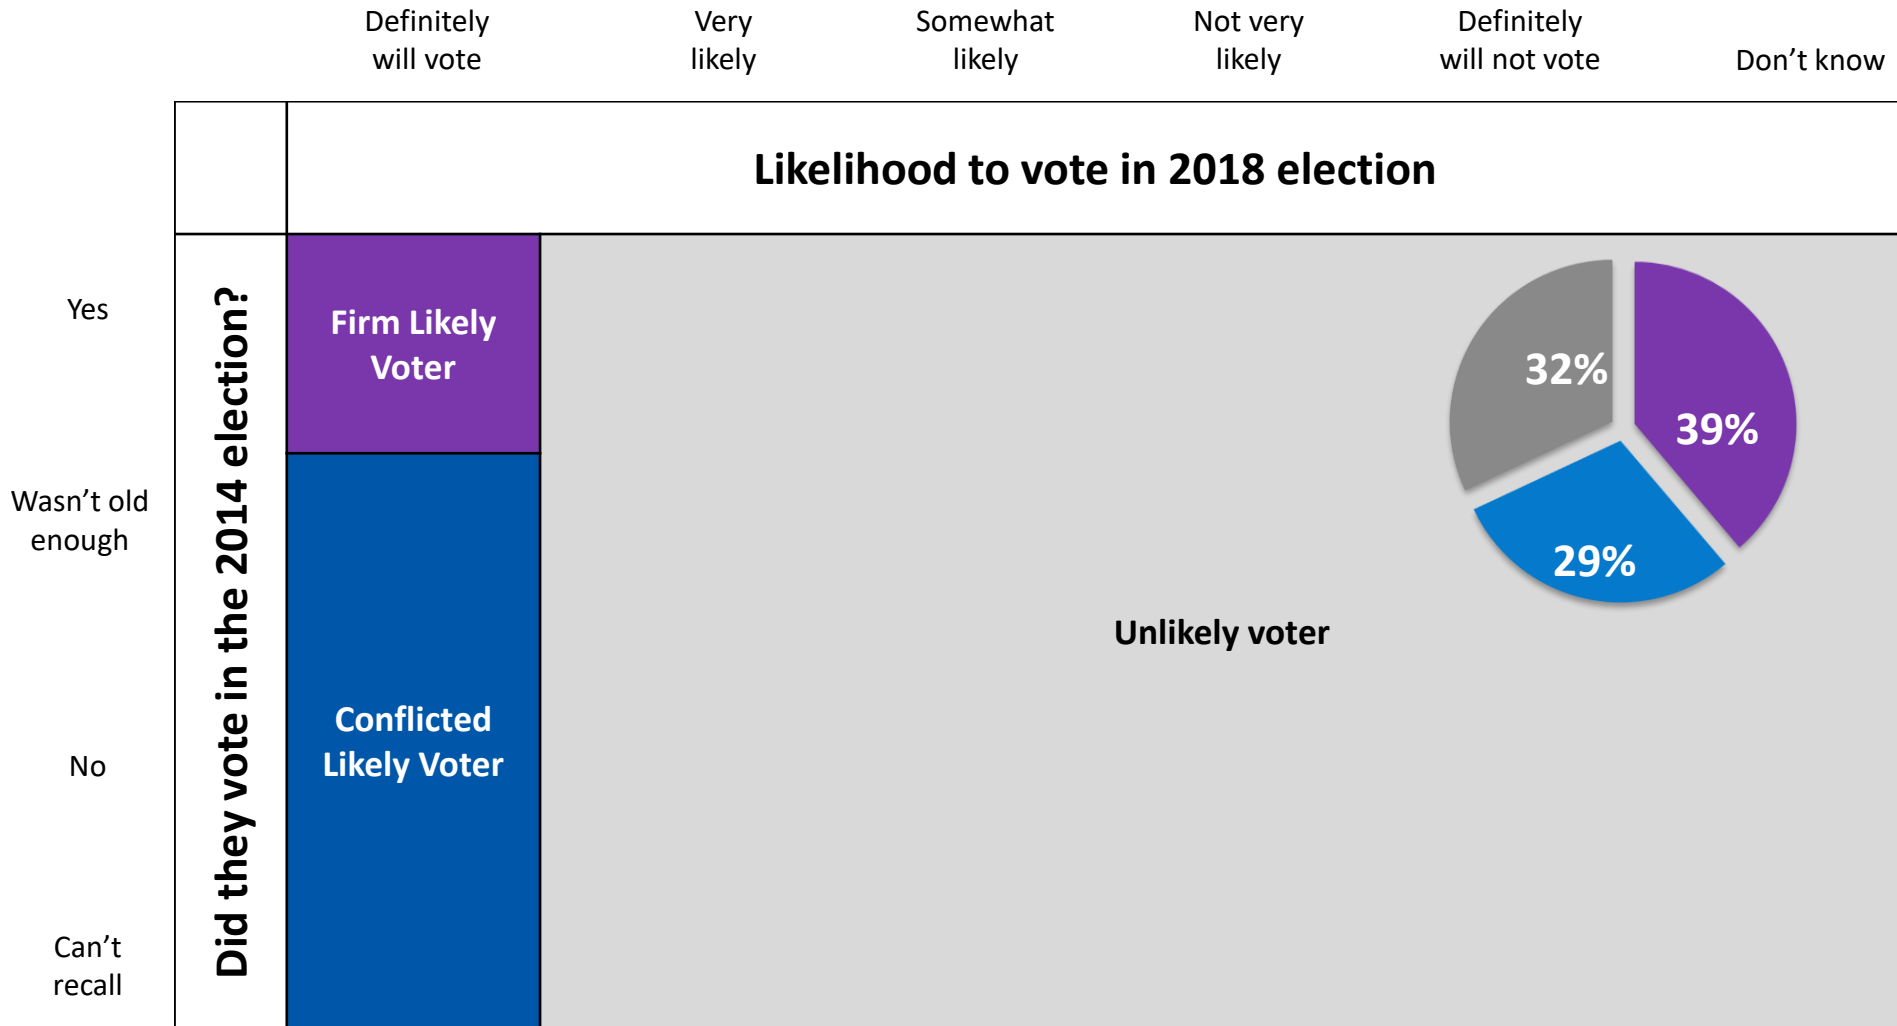 Definitely
will vote
Very
likely
Somewhat
likely
Not very
likely
Definitely
will not vote
Don’t know
Likelihood to vote in 2018 election
Did they vote in the 2014 election?
Yes
Wasn’t old
enough
No
Can’t
recall
Firm Likely
Voter
Conflicted
Likely Voter
Unlikely voter
32%
39%
29%